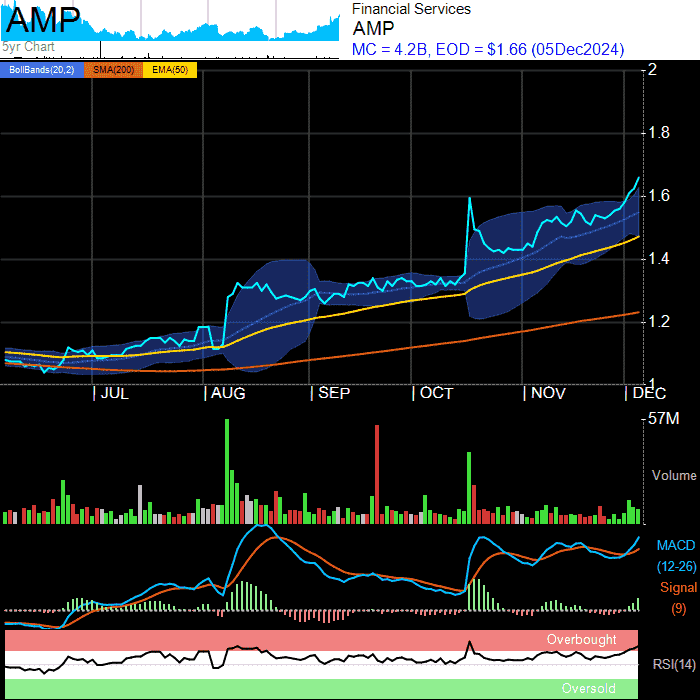 AMP
5yr Chart
Financial Services
AMP
MC = 4.2B, EOD = $1.66 (05Dec2024)
BollBands(20,2) SMA(200) EMA(50)
2
1.8
1.6
1.4
1.2
1
JUL AUG SEP OCT NOV DEC
57M
Volume
MACD
(12-26)
Signal
(9)
Overbought
RSI(14)
Oversold